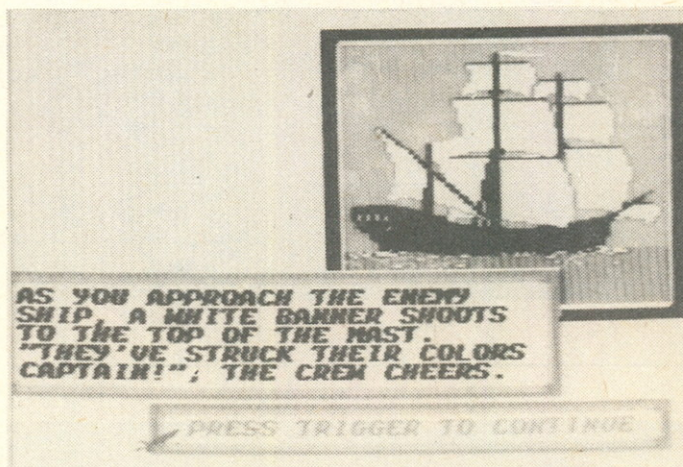 AS YOU APPROACH THE ENEMY
SHIP, A WHITE BANNER SHOOTS
TO THE TOP OF THE MAST.
"THEY'VE STRUCK THEIR COLORS
CAPTAIN!", THE CREW CHEERS.
PRESS TRIGGER TO CONTINUE